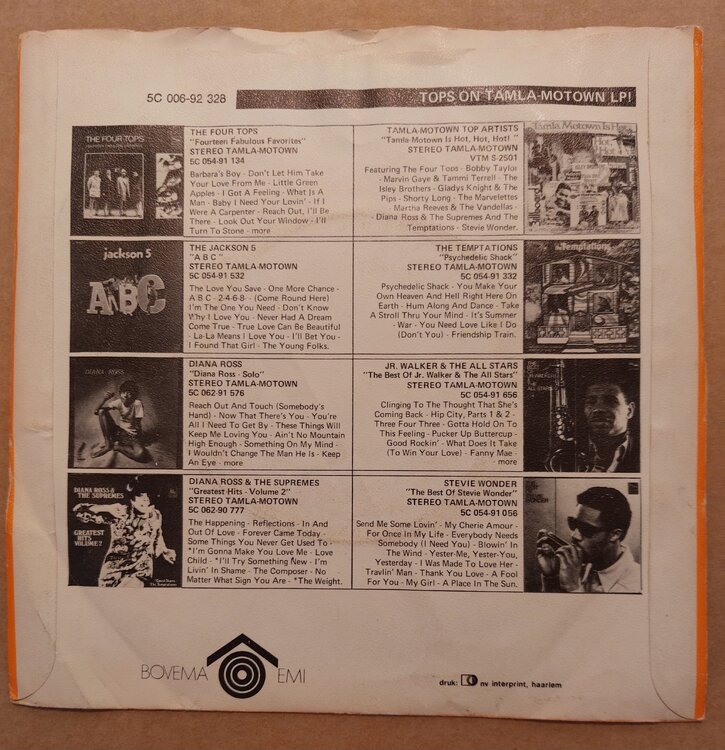 5C 006-92 328
TOPS ON TAMLA-MOTOWN LP!
THE FOUR TOPS
THE FOUR TOPS
"Fourteen Fabulous Favorites"
STEREO TAMLA-MOTOWN
5C 054-91 134
Barbara's Boy - Don't Let Him Take
Your Love From Me - Little Green
Apples - I Got a Feeling - What Is A
Man - Baby I Need Your Lovin' - If I
Were A Carpenter - Reach Out, I'll Be
There - Look Out Your Window - I'll
Turn To Stone - more
TAMLA-MOTOWN TOP ARTISTS
"Tamla-Motown Is Hot, Hot, Hot! "
STEREO TAMLA-MOTOWN
VTM S-2501
Featuring The Four Tops - Bobby Taylor
- Marvin Gaye & Tammi Terrell - The
Isley Brothers - Gladys Knight & The
Pips - Shorty Long - The Marvelettes
- Martha Reeves & The Vandellas -
Diana Ross & The Supremes And The
Temptations - Stevie Wonder.
Tamla Motown Is Hot,
Hot,
Hot!
jackson 5
ABC
THE JACKSON 5
"A B C"
STEREO TAMLA-MOTOWN
5C 054-91 532
The Love You Save - One More Chance -
A B C - 2-4-6-8 - (Come Round Here)
I'm The One You Need - Don't Know
Why I Love You - Never Had A Dream
Come True - True Love Can Be Beautiful
- La-La Means I Love You - I'll Bet You -
I Found That Girl - The Young Folks.
THE TEMPTATIONS
"Psychedelic Shack"
STEREO TAMLA-MOTOWN
5C 054-91 332
Psychedelic Shack - You Make Your
Own Heaven And Hell Right Here On
Earth - Hum Along And Dance - Take
A Stroll Thru Your Mind - It's Summer
- War - You Need Love Like I Do
(Don't You) - Friendship Train.
Temptations
DIANA ROSS
DIANA ROSS
"Diana Ross - Solo"
STEREO TAMLA-MOTOWN
5C 062-91 576
Reach Out And Touch (Somebody's
Hand) - Now That There's You - You're
All I Need To Get By - These Things Will
Keep Me Loving You - Ain't No Mountain
High Enough - Something On My Mind -
I Wouldn't Change The Man He Is - Keep
An Eye - more
JR. WALKER & THE ALL STARS
"The Best Of Jr. Walker & The All Stars"
STEREO TAMLA-MOTOWN
5C 054-91 656
Clinging To The Thought That She's
Coming Back - Hip City, Parts 1 & 2 -
Three Four Three - Gotta Hold On To
This Feeling - Pucker Up Buttercup -
Good Rockin' - What Does It Take
(To Win Your Love) - Fanny Mae -
- more
DIANA ROSS &
THE SUPREMES
GREATEST
HITS
VOLUME 2
DIANA ROSS & THE SUPREMES
"Greatest Hits - Volume 2"
STEREO TAMLA-MOTOWN
5C 062-90 777
The Happening - Reflections - In And
Out Of Love - Forever Came Today -
Some Things You Never Get Used To -
*I'm Gonna Make You Love Me - Love
Child - *I'll Try Something New - I'm
Livin' In Shame - The Composer - No
Matter What Sign You Are - *The Weight.
STEVIE WONDER
"The Best Of Stevie Wonder"
STEREO TAMLA-MOTOWN
5C 054-91 056
Send Me Some Lovin' - My Cherie Amour -
For Once In My Life - Everybody Needs
Somebody (I Need You) - Blowin' In
The Wind - Yester-Me, Yester-You,
Yesterday - I Was Made To Love Her -
Travlin' Man - Thank You Love - A Fool
For You - My Girl - A Place In The Sun.
BOVEMA EMI
druk: nv interprint, haarlem